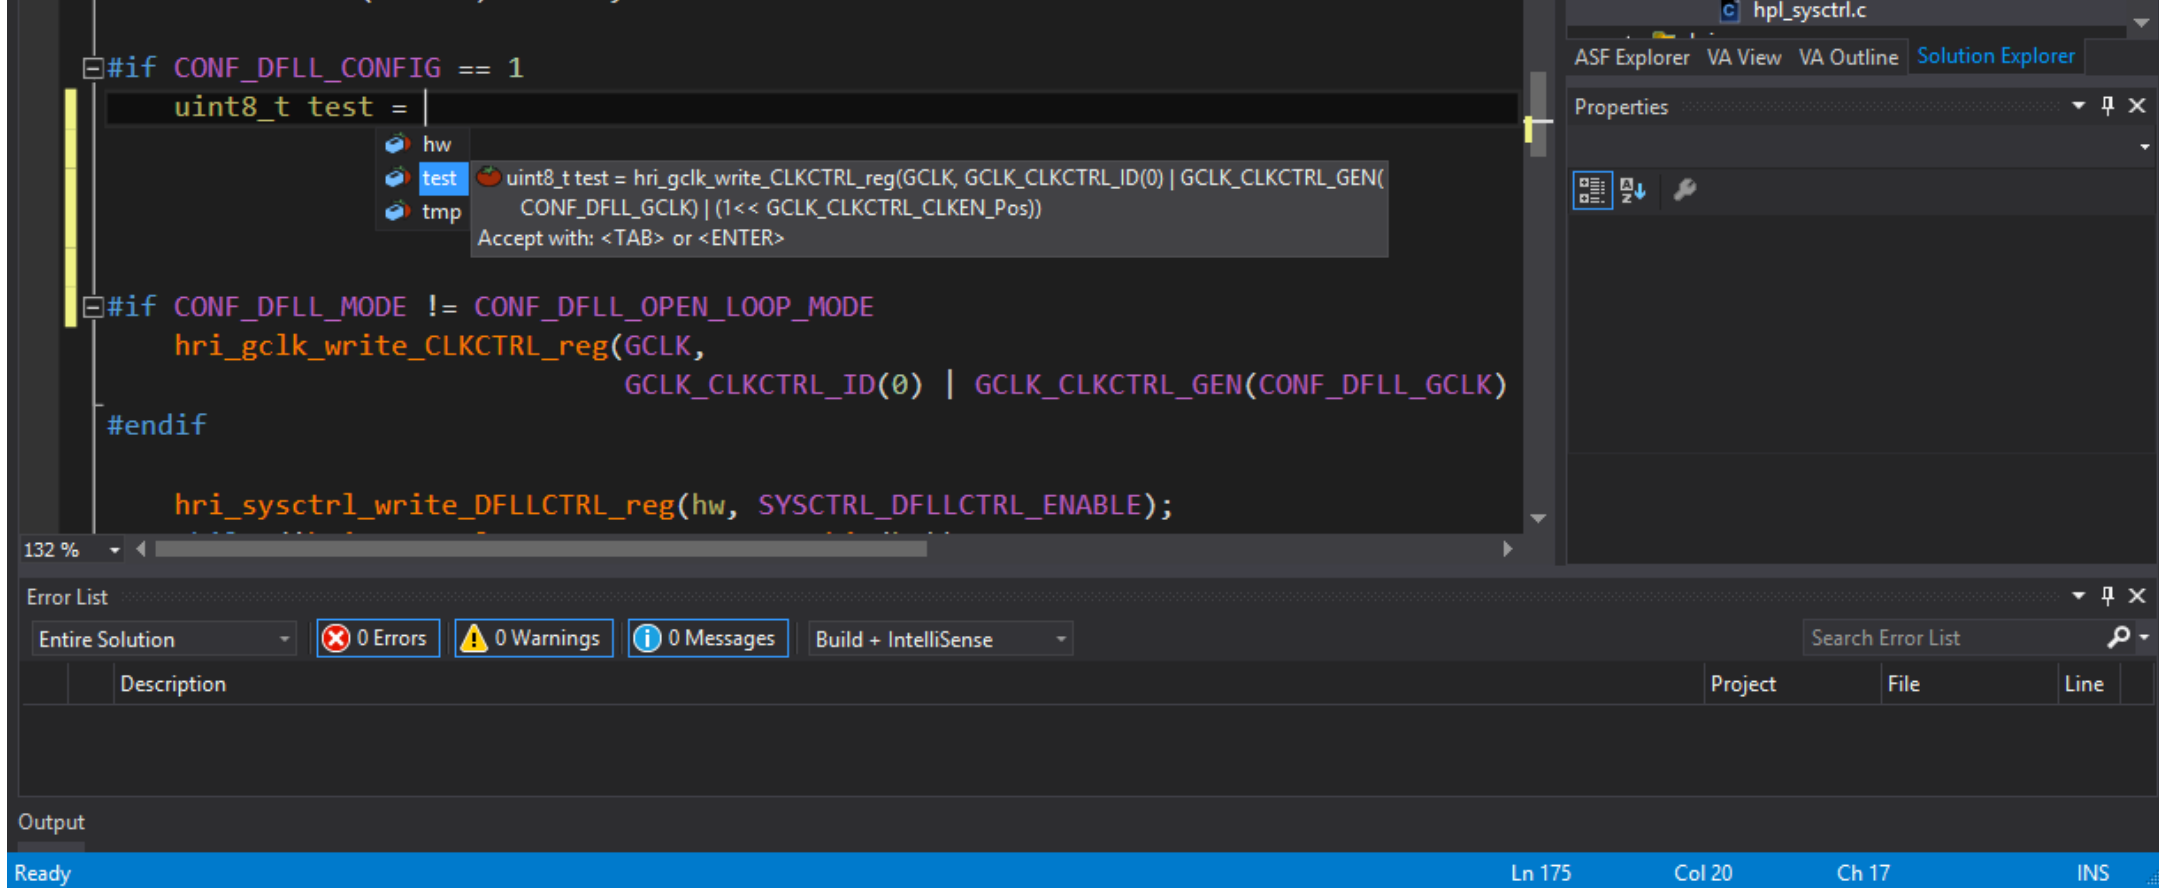 hpl_sysctrl.c
#if CONF_DFLL_CONFIG == 1
ASF Explorer VA View VA Outline Solution Explorer
uint8_t test =
Properties
hw
test
uint8_t test = hri_gclk_write_CLKCTRL_reg(GCLK, GCLK_CLKCTRL_ID(0) | GCLK_CLKCTRL_GEN(
tmp
CONF_DFLL_GCLK) | (1<< GCLK_CLKCTRL_CLKEN_Pos))
Accept with: <TAB> or <ENTER>
#if CONF_DFLL_MODE != CONF_DFLL_OPEN_LOOP_MODE
hri_gclk_write_CLKCTRL_reg(GCLK,
GCLK_CLKCTRL_ID(0) | GCLK_CLKCTRL_GEN(CONF_DFLL_GCLK)
#endif
hri_sysctrl_write_DFLLCTRL_reg(hw, SYSCTRL_DFLLCTRL_ENABLE);
132 %
Error List
Entire Solution 0 Errors 0 Warnings 0 Messages Build + IntelliSense Search Error List
Description Project File Line
Output
Ready Ln 175 Col 20 Ch 17 INS